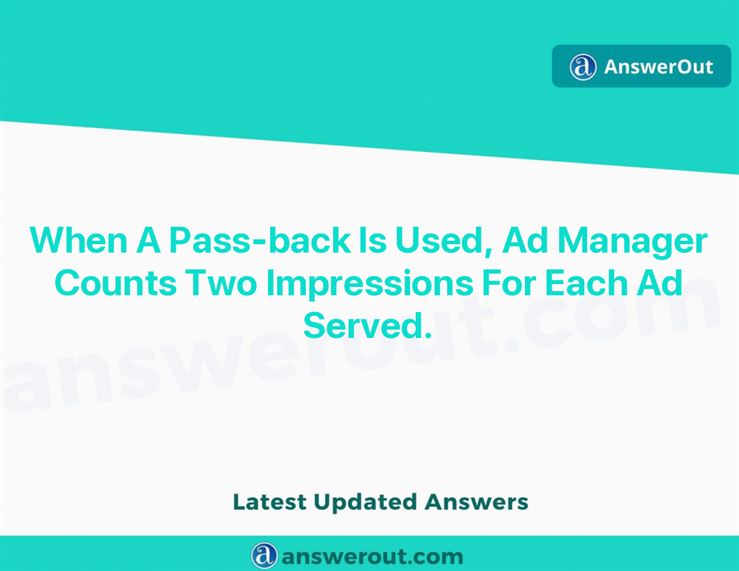 AnswerOut
When A Pass-back Is Used, Ad Manager
Counts Two Impressions For Each Ad
Served.
answerout.com
Latest Updated Answers
answerout.com